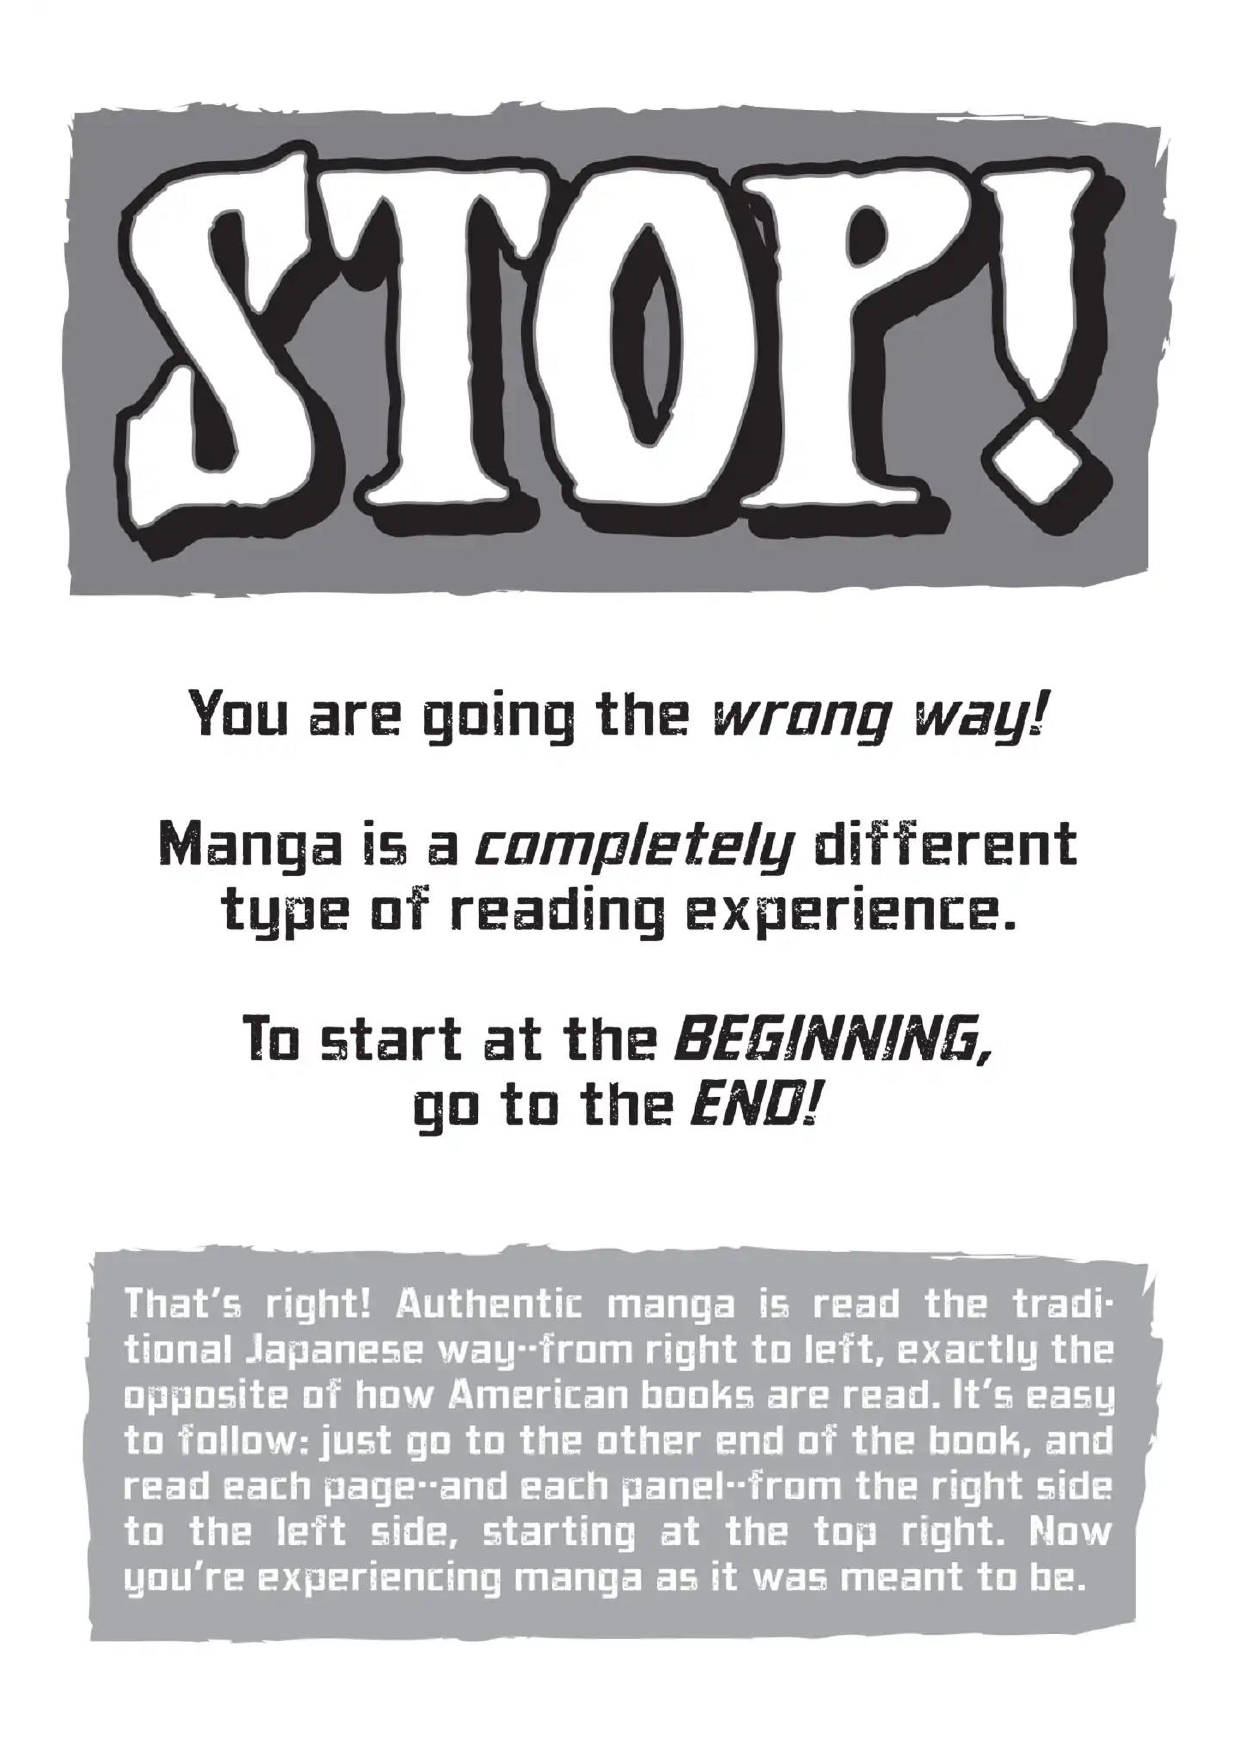 STOP!
You are going the wrong way!
Manga is a completely different
type of reading experience.
To start at the BEGINNING,
go to the END!
That's right! Authentic manga is read the tradi-
tional Japanese way--from right to left, exactly the
opposite of how American books are read. It's easy
to follow: just go to the other end of the book, and
read each page--and each panel--from the right side
to the left side, starting at the top right. Now
you're experiencing manga as it was meant to be.